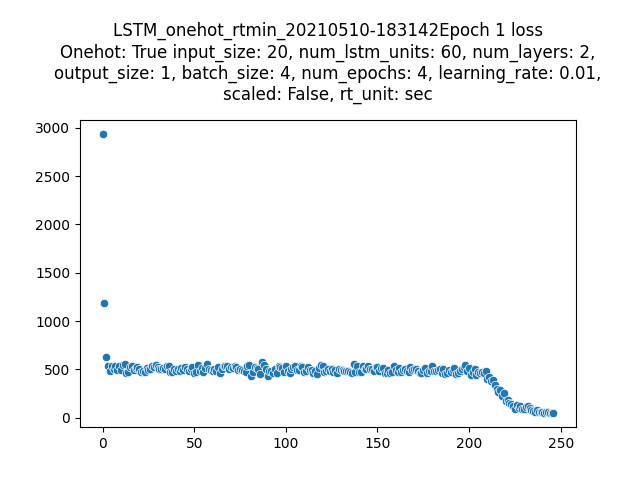 LSTM_onehot_rtmin_20210510-183142Epoch 1 loss
Onehot: True input_size: 20, num_lstm_units: 60, num_layers: 2,
output_size: 1, batch_size: 4, num_epochs: 4, learning_rate: 0.01,
scaled: False, rt_unit: sec
3000
2500
2000
1500
1000
500
0
0 50 100 150 200 250